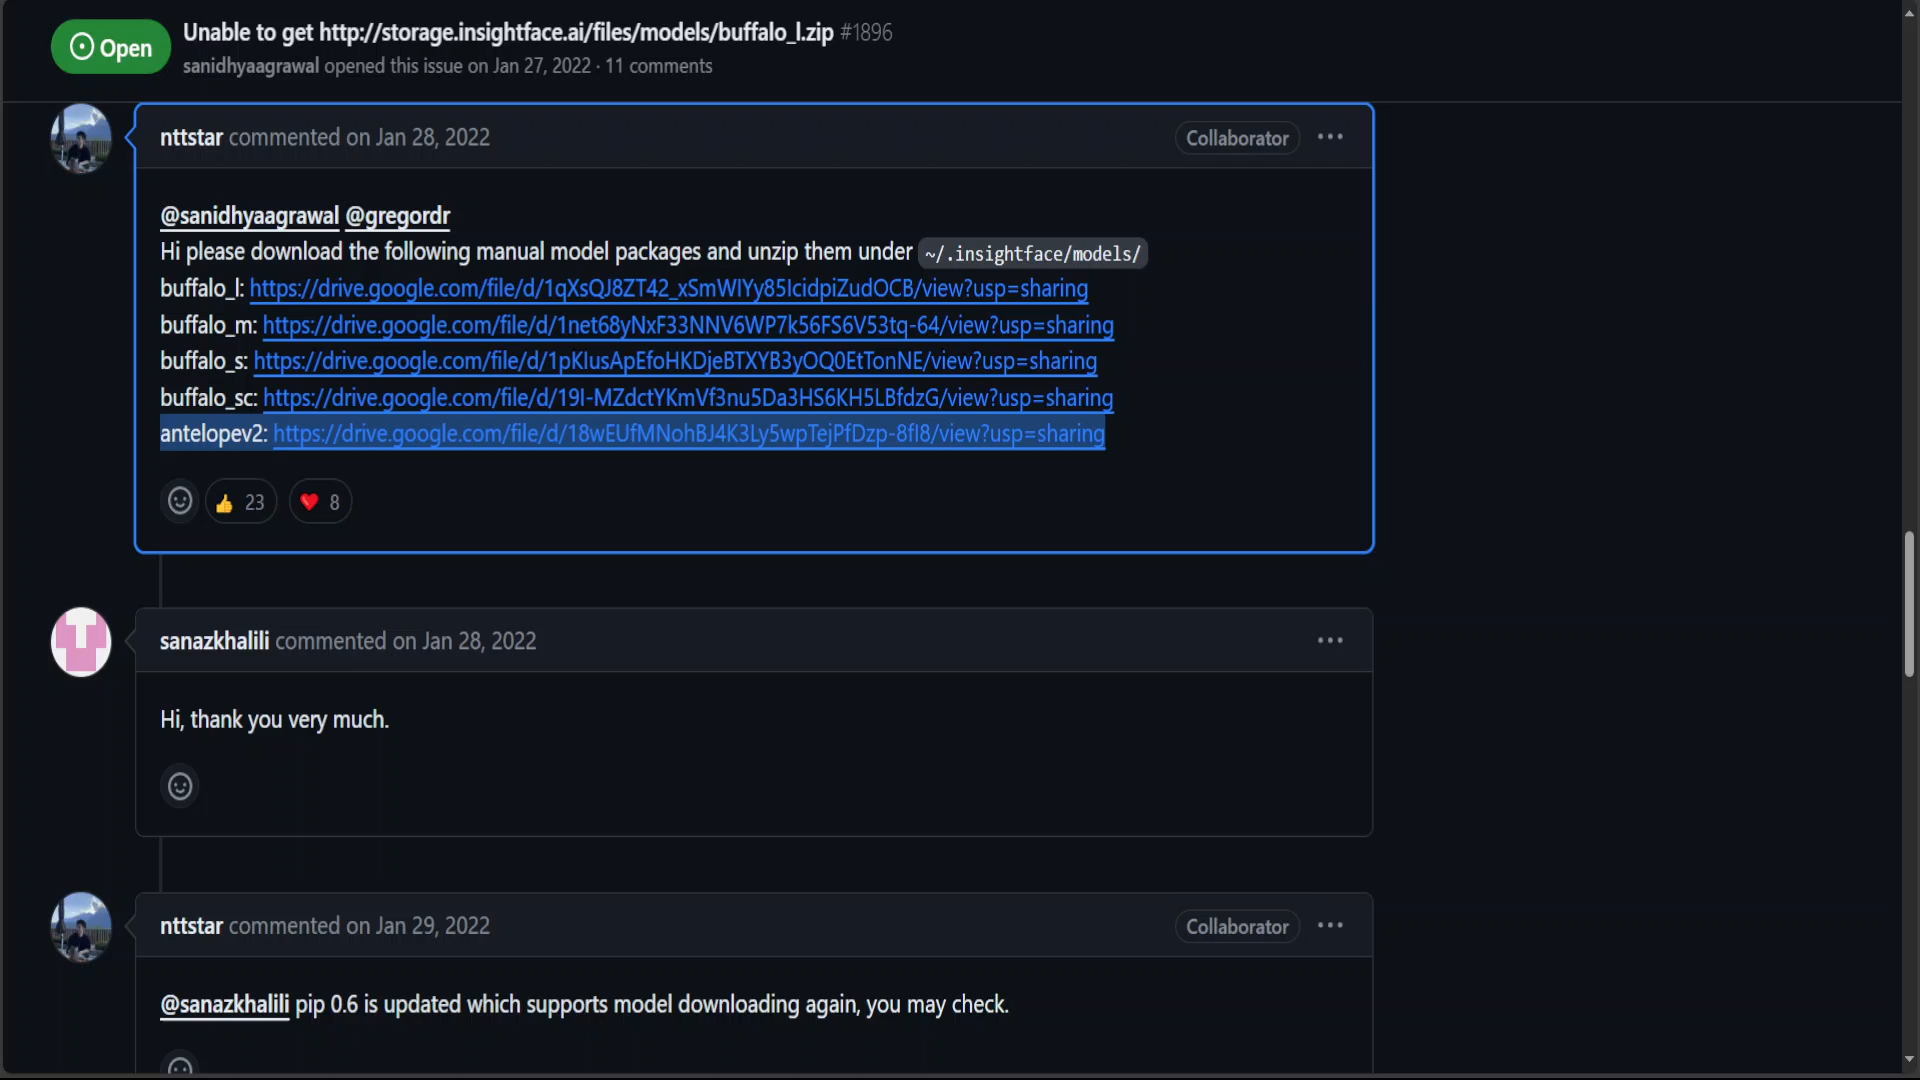 Open
Unable to get http://storage.insightface.ai/files/models/buffalo_l.zip #1896
sanidhyaagrawal opened this issue on Jan 27, 2022 · 11 comments
nttstar commented on Jan 28, 2022
Collaborator
@sanidhyaagrawal @gregordr
Hi please download the following manual model packages and unzip them under ~/.insightface/models/
buffalo_l: https://drive.google.com/file/d/1qXsQJ8ZT42_xSmWIYy85IcidpiZudOCB/view?usp=sharing
buffalo_m: https://drive.google.com/file/d/1net68yNxF33NNV6WP7k56FS6V53tq-64/view?usp=sharing
buffalo_s: https://drive.google.com/file/d/1pKIusApEfoHKDjeBTXYB3yOQ0EtTonNE/view?usp=sharing
buffalo_sc: https://drive.google.com/file/d/19I-MZdctYKmVf3nu5Da3HS6KH5LBfdzG/view?usp=sharing
antelopev2: https://drive.google.com/file/d/18wEUfMNohBJ4K3Ly5wpTejPfDzp-8fI8/view?usp=sharing
👍 23 ❤️ 8
sanazkhalili commented on Jan 28, 2022
Hi, thank you very much.
nttstar commented on Jan 29, 2022
Collaborator
@sanazkhalili pip 0.6 is updated which supports model downloading again, you may check.